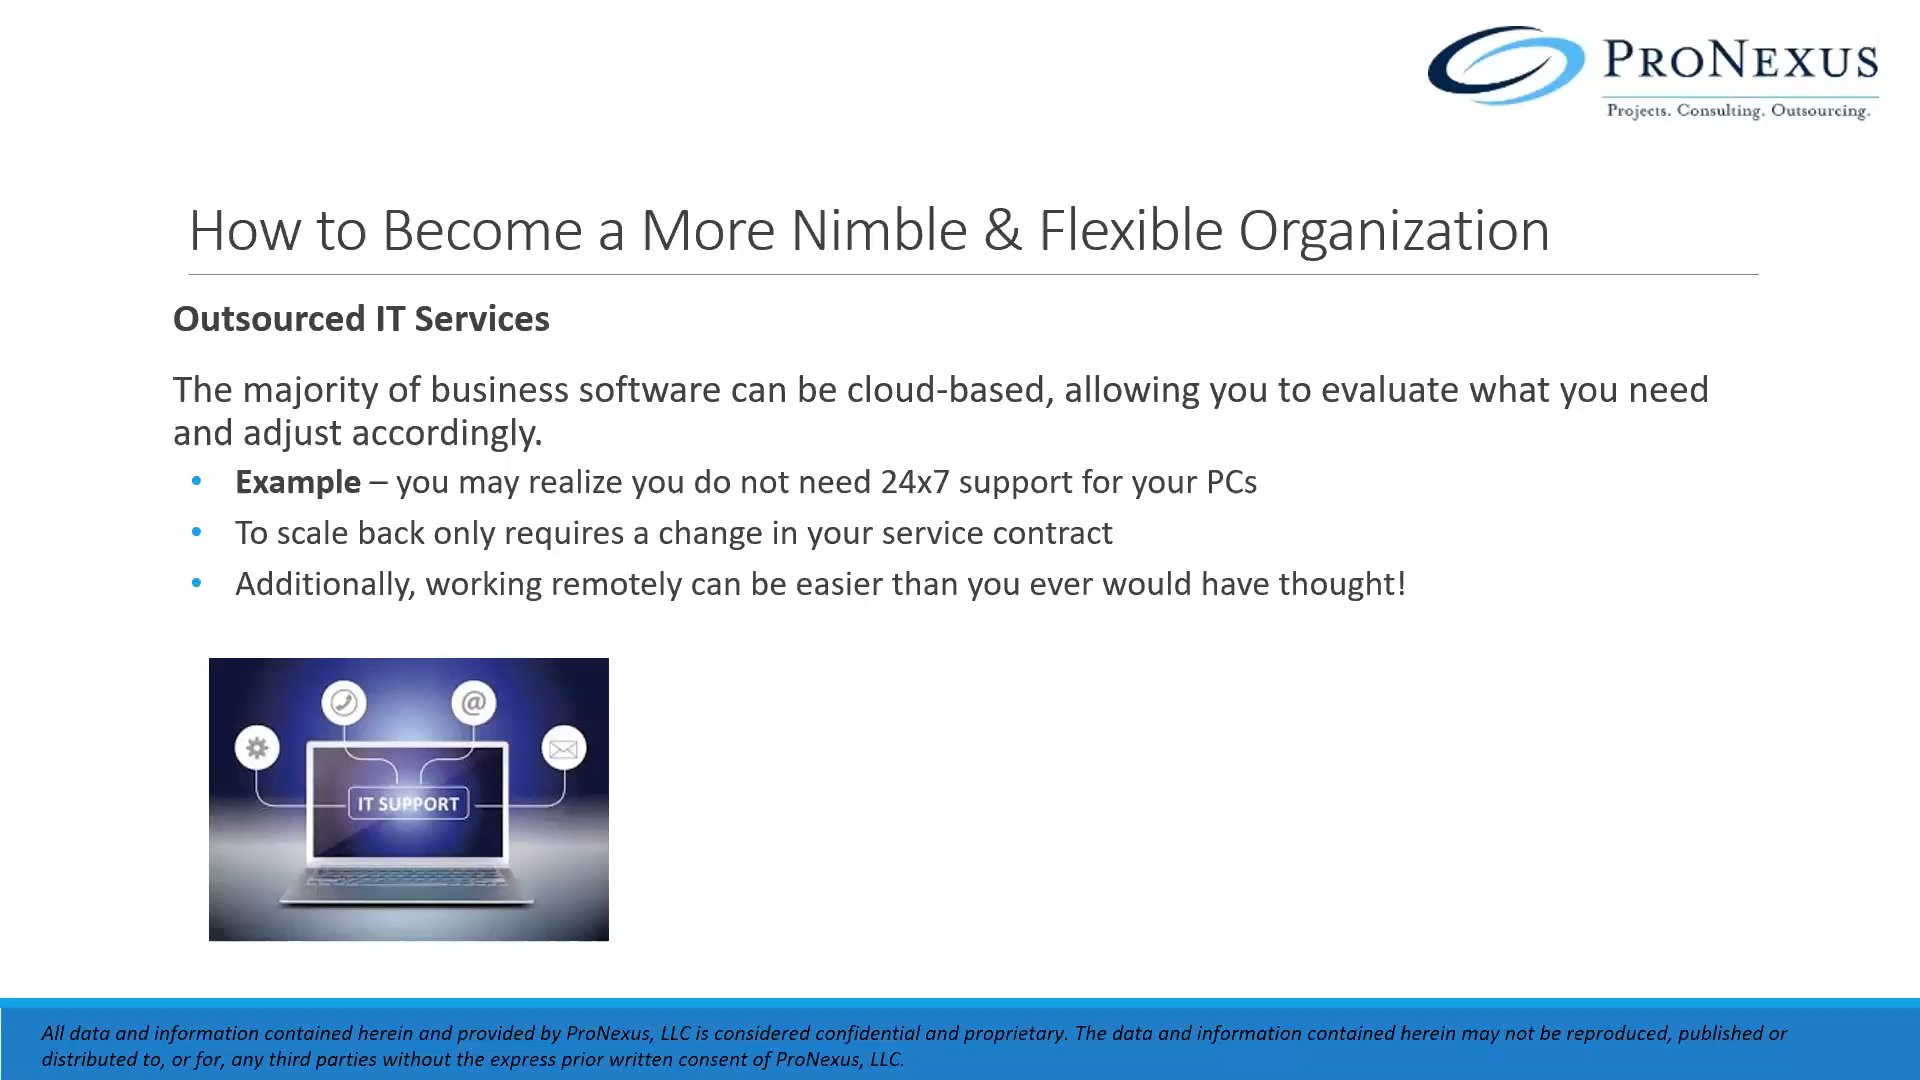 PRONEXUS
Projects. Consulting. Outsourcing.
How to Become a More Nimble & Flexible Organization
Outsourced IT Services
The majority of business software can be cloud-based, allowing you to evaluate what you need
and adjust accordingly.
• Example – you may realize you do not need 24x7 support for your PCs
• To scale back only requires a change in your service contract
• Additionally, working remotely can be easier than you ever would have thought!
@
IT SUPPORT
All data and information contained herein and provided by ProNexus, LLC is considered confidential and proprietary. The data and information contained herein may not be reproduced, published or
distributed to, or for, any third parties without the express prior written consent of ProNexus, LLC.